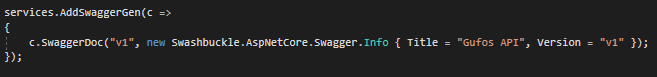 services.AddSwaggerGen(c =>
{
    c.SwaggerDoc("v1", new Swashbuckle.AspNetCore.Swagger.Info { Title = "Gufos API", Version = "v1" });
});